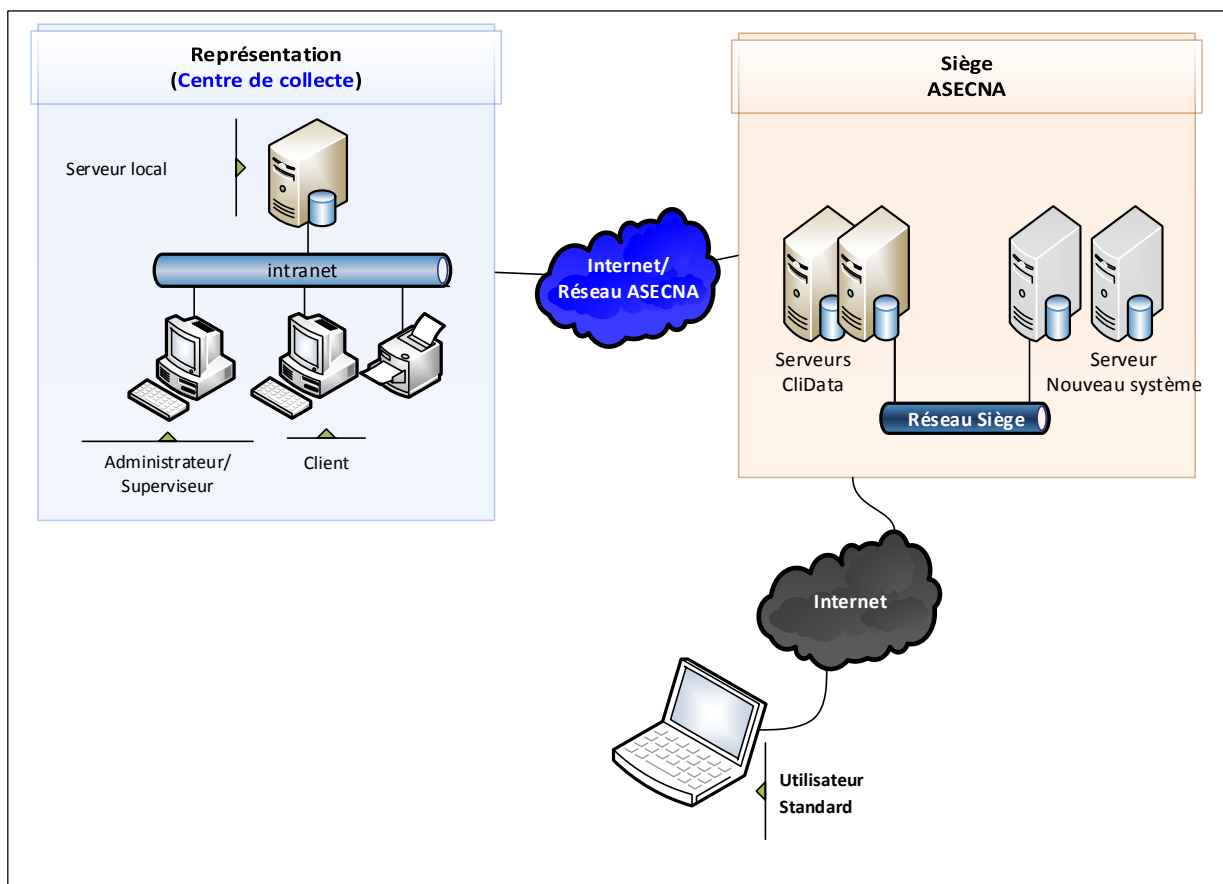 Représentation
(Centre de collecte)
Serveur local
intranet
Administrateur/
Superviseur
Client
Internet/
Réseau ASECNA
Siège
ASECNA
Serveurs
CliData
Serveur
Nouveau système
Réseau Siège
Internet
Utilisateur
Standard